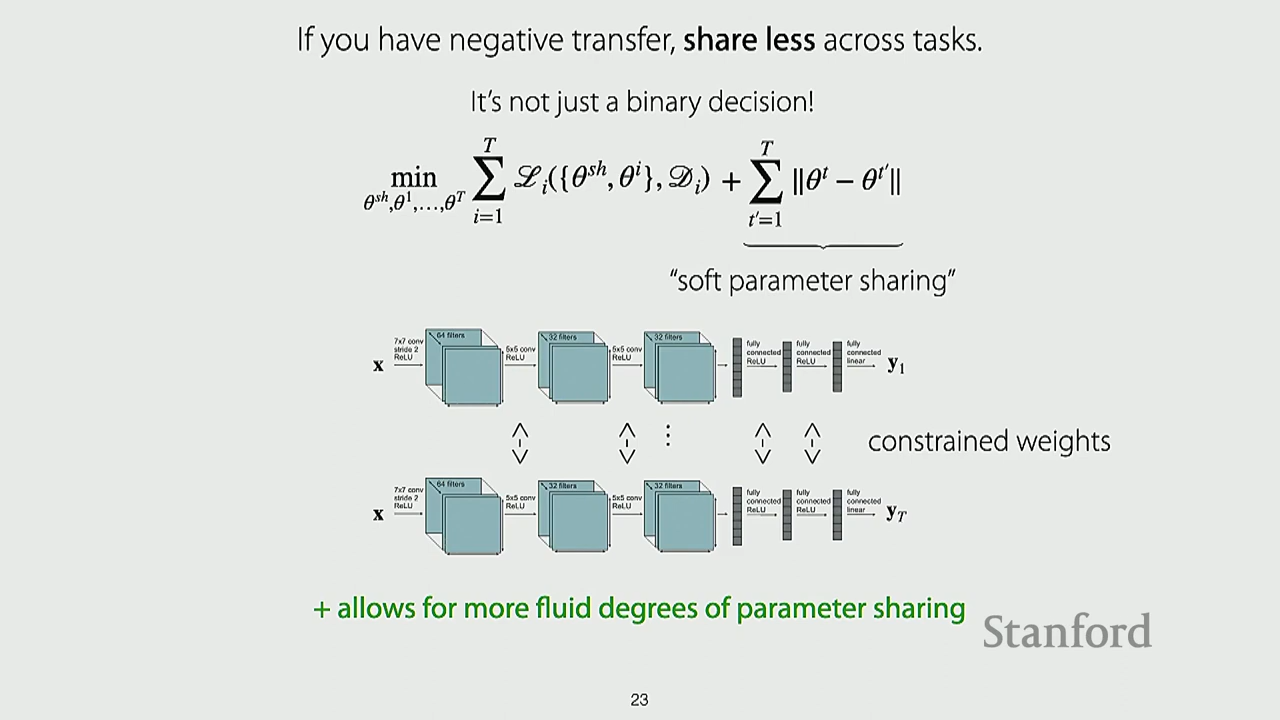 If you have negative transfer, share less across tasks.
It's not just a binary decision!
min_{θ^{sh},θ^1,…,θ^T} ∑_{i=1}^{T} ℒ_i({θ^{sh}, θ^i}, 𝒟_i) + ∑_{t'=1}^{T} ‖θ^t − θ^{t'}‖
"soft parameter sharing"
x
7x7 conv
stride 2
ReLU
64 filters
5x5 conv
ReLU
32 filters
5x5 conv
ReLU
32 filters
fully
connected
ReLU
fully
connected
ReLU
fully
connected
linear
y_1
⋮
constrained weights
x
7x7 conv
stride 2
ReLU
64 filters
5x5 conv
ReLU
32 filters
5x5 conv
ReLU
32 filters
fully
connected
ReLU
fully
connected
ReLU
fully
connected
linear
y_T
+ allows for more fluid degrees of parameter sharing
Stanford
23